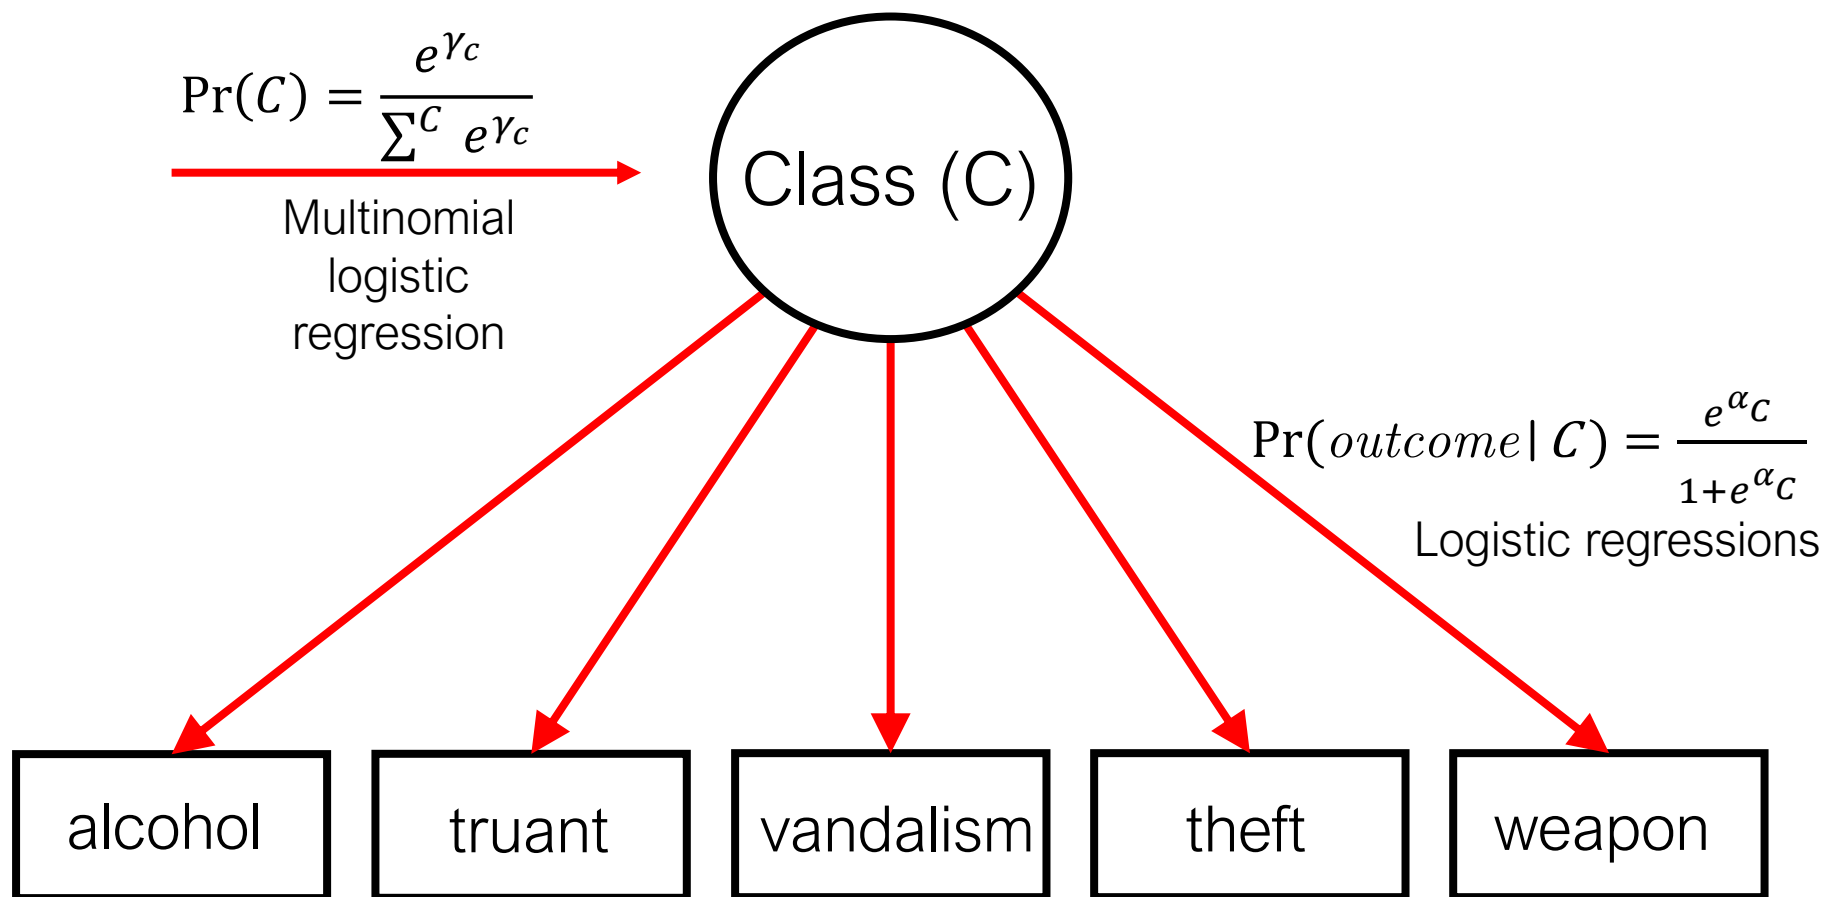 Pr(C) = e^{γ_c} / ∑^C e^{γ_c}
Multinomial
logistic
regression
Class (C)
Pr(outcome| C) = e^{α_C} / 1+e^{α_C}
Logistic regressions
alcohol
truant
vandalism
theft
weapon